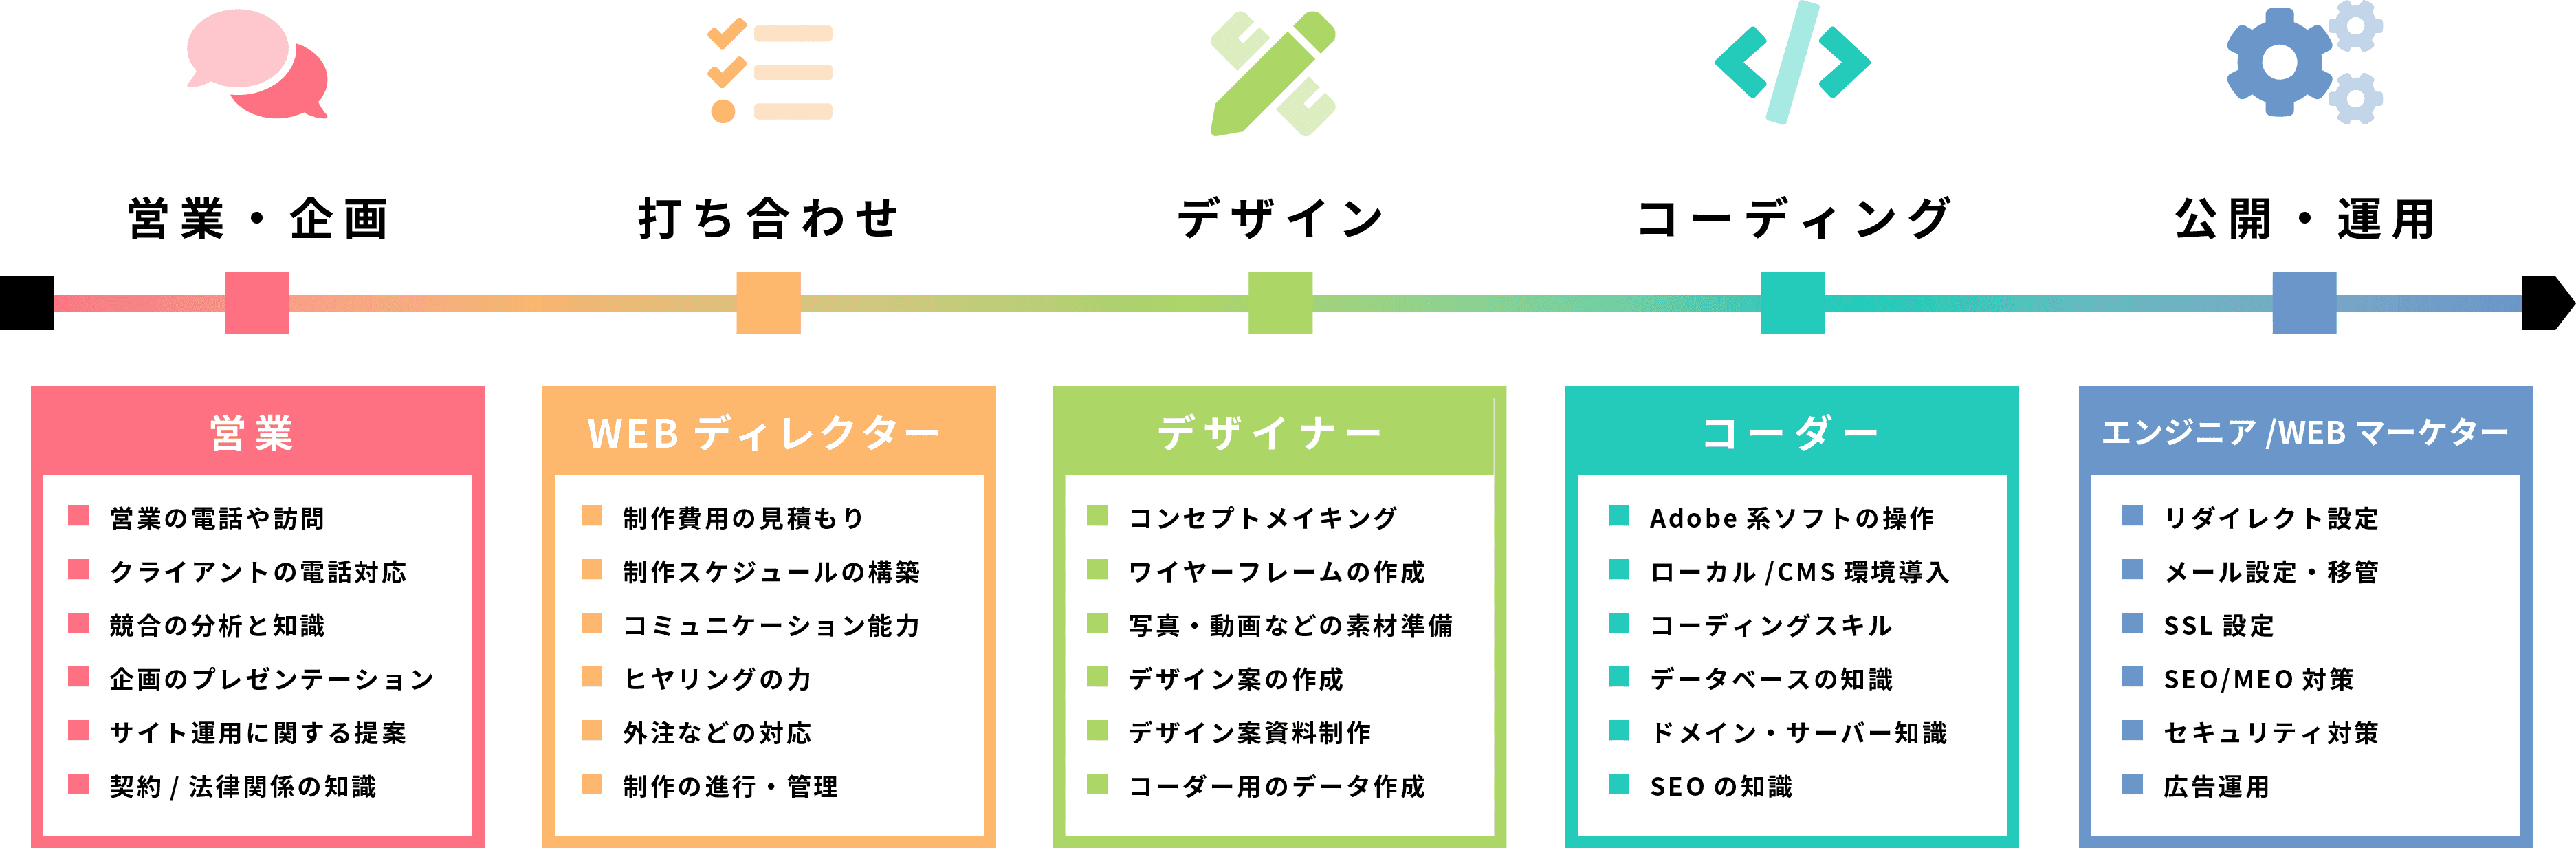 営業・企画
打ち合わせ
デザイン
コーディング
公開・運用
営業
営業の電話や訪問
クライアントの電話対応
競合の分析と知識
企画のプレゼンテーション
サイト運用に関する提案
契約 / 法律関係の知識
WEB ディレクター
制作費用の見積もり
制作スケジュールの構築
コミュニケーション能力
ヒヤリングの力
外注などの対応
制作の進行・管理
デザイナー
コンセプトメイキング
ワイヤーフレームの作成
写真・動画などの素材準備
デザイン案の作成
デザイン案資料制作
コーダー用のデータ作成
コーダー
Adobe 系ソフトの操作
ローカル /CMS 環境導入
コーディングスキル
データベースの知識
ドメイン・サーバー知識
SEO の知識
エンジニア /WEB マーケター
リダイレクト設定
メール設定・移管
SSL 設定
SEO/MEO 対策
セキュリティ対策
広告運用